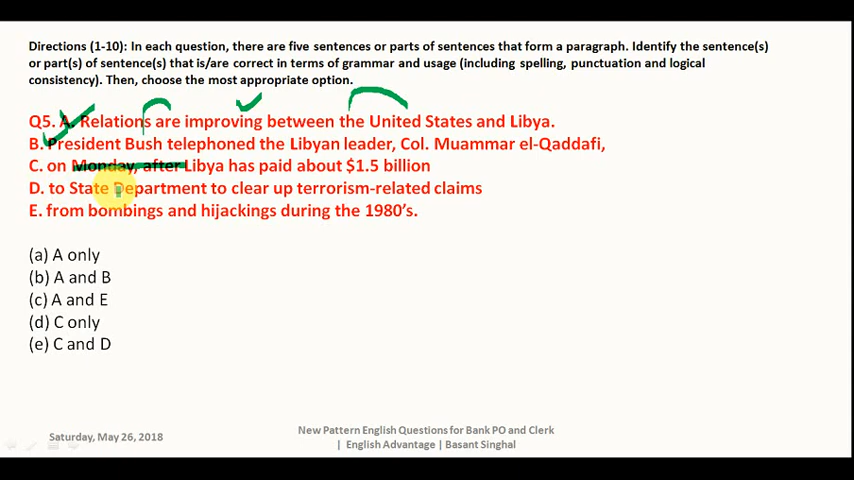 Directions (1-10): In each question, there are five sentences or parts of sentences that form a paragraph. Identify the sentence(s)
or part(s) of sentence(s) that is/are correct in terms of grammar and usage (including spelling, punctuation and logical
consistency). Then, choose the most appropriate option.
Q5. A. Relations are improving between the United States and Libya.
B. President Bush telephoned the Libyan leader, Col. Muammar el-Qaddafi,
C. on Monday, after Libya has paid about $1.5 billion
D. to State Department to clear up terrorism-related claims
E. from bombings and hijackings during the 1980's.
(a) A only
(b) A and B
(c) A and E
(d) C only
(e) C and D
Saturday, May 26, 2018
New Pattern English Questions for Bank PO and Clerk
| English Advantage | Basant Singhal